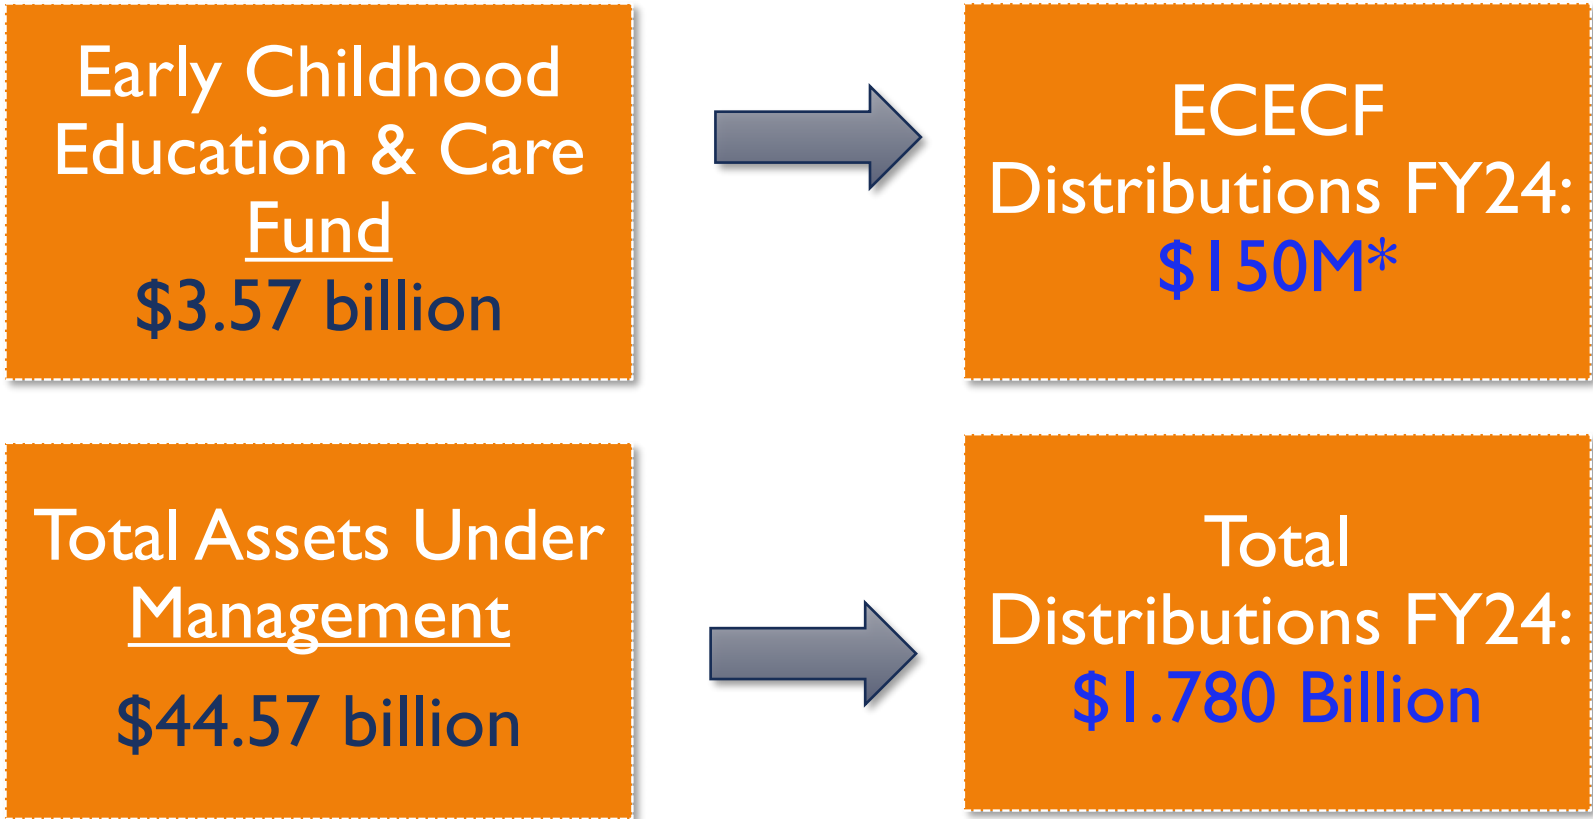 Early Childhood
Education & Care
Fund
$3.57 billion
ECECF
Distributions FY24:
$150M*
Total Assets Under
Management
$44.57 billion
Total
Distributions FY24:
$1.780 Billion